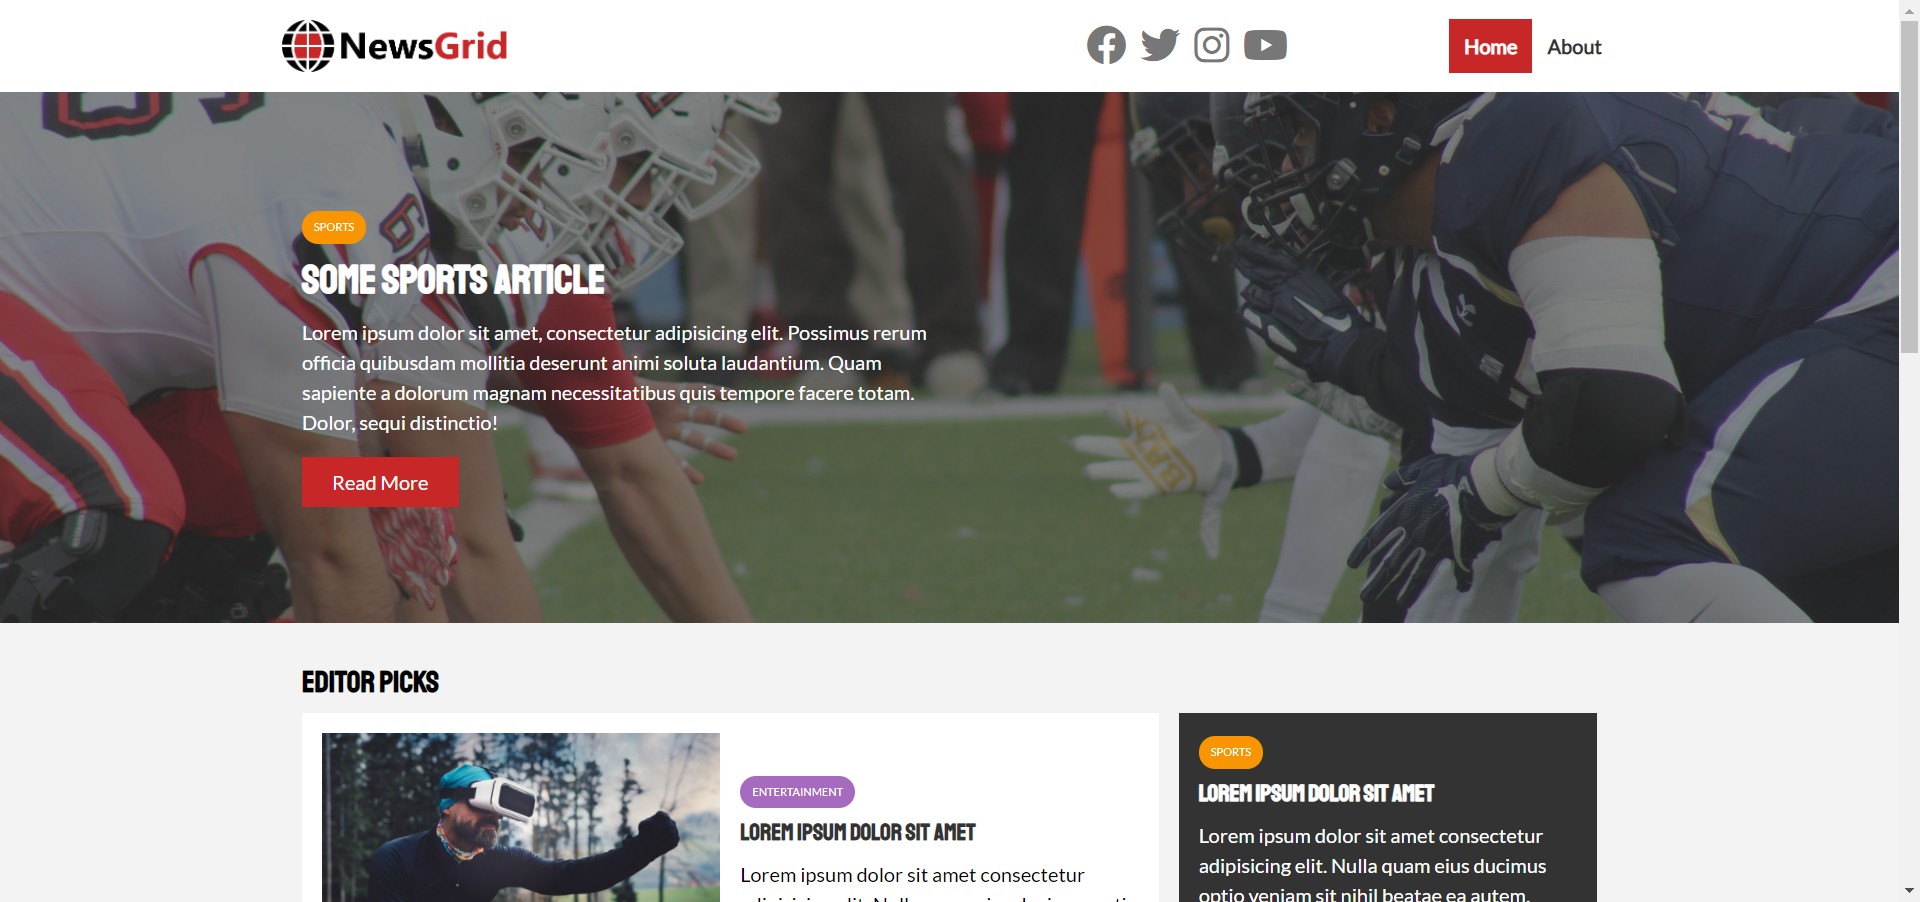 NewsGrid
Home
About
SPORTS
SOME SPORTS ARTICLE
Lorem ipsum dolor sit amet, consectetur adipisicing elit. Possimus rerum
officia quibusdam mollitia deserunt animi soluta laudantium. Quam
sapiente a dolorum magnam necessitatibus quis tempore facere totam.
Dolor, sequi distinctio!
Read More
EDITOR PICKS
ENTERTAINMENT
LOREM IPSUM DOLOR SIT AMET
Lorem ipsum dolor sit amet consectetur
SPORTS
LOREM IPSUM DOLOR SIT AMET
Lorem ipsum dolor sit amet consectetur
adipisicing elit. Nulla quam eius ducimus
optio veniam sit nihil beatae ea autem.